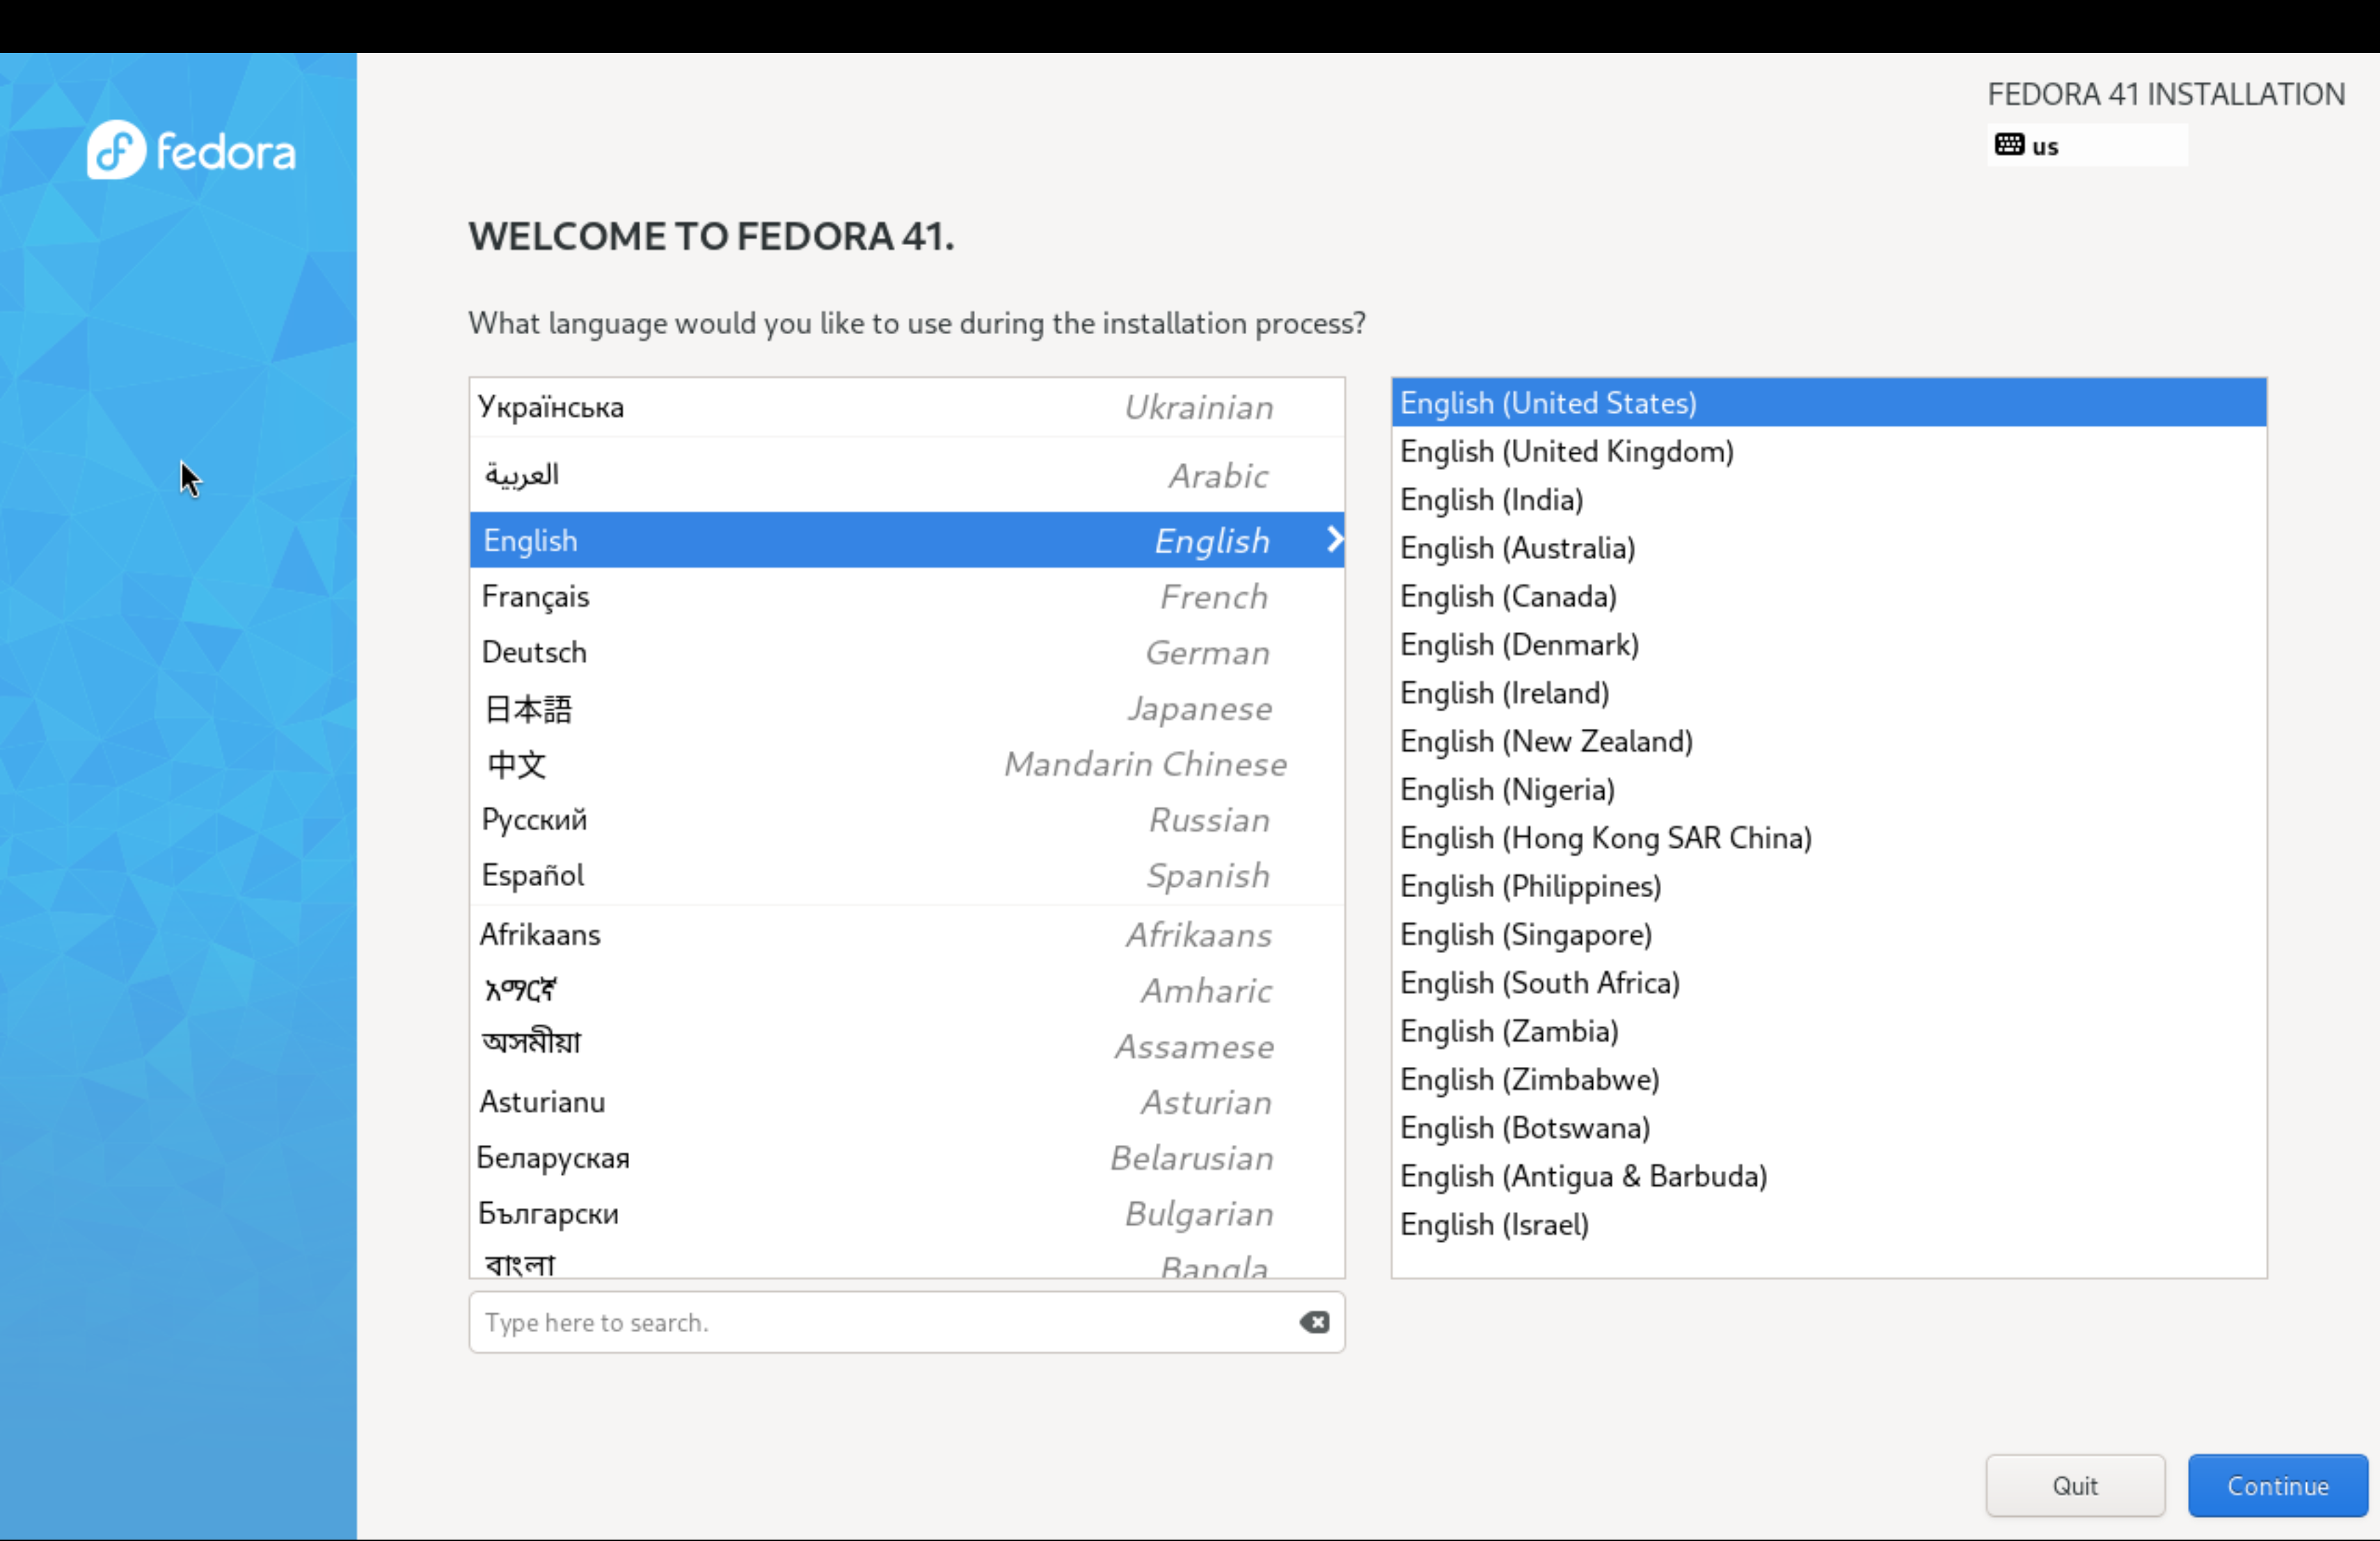 fedora
FEDORA 41 INSTALLATION
us
WELCOME TO FEDORA 41.
What language would you like to use during the installation process?
Українська Ukrainian
العربية Arabic
English English
Français French
Deutsch German
日本語 Japanese
中文 Mandarin Chinese
Русский Russian
Español Spanish
Afrikaans Afrikaans
አማርኛ Amharic
অসমীয়া Assamese
Asturianu Asturian
Беларуская Belarusian
Български Bulgarian
বাংলা Bangla
English (United States)
English (United Kingdom)
English (India)
English (Australia)
English (Canada)
English (Denmark)
English (Ireland)
English (New Zealand)
English (Nigeria)
English (Hong Kong SAR China)
English (Philippines)
English (Singapore)
English (South Africa)
English (Zambia)
English (Zimbabwe)
English (Botswana)
English (Antigua & Barbuda)
English (Israel)
Type here to search.
Quit
Continue